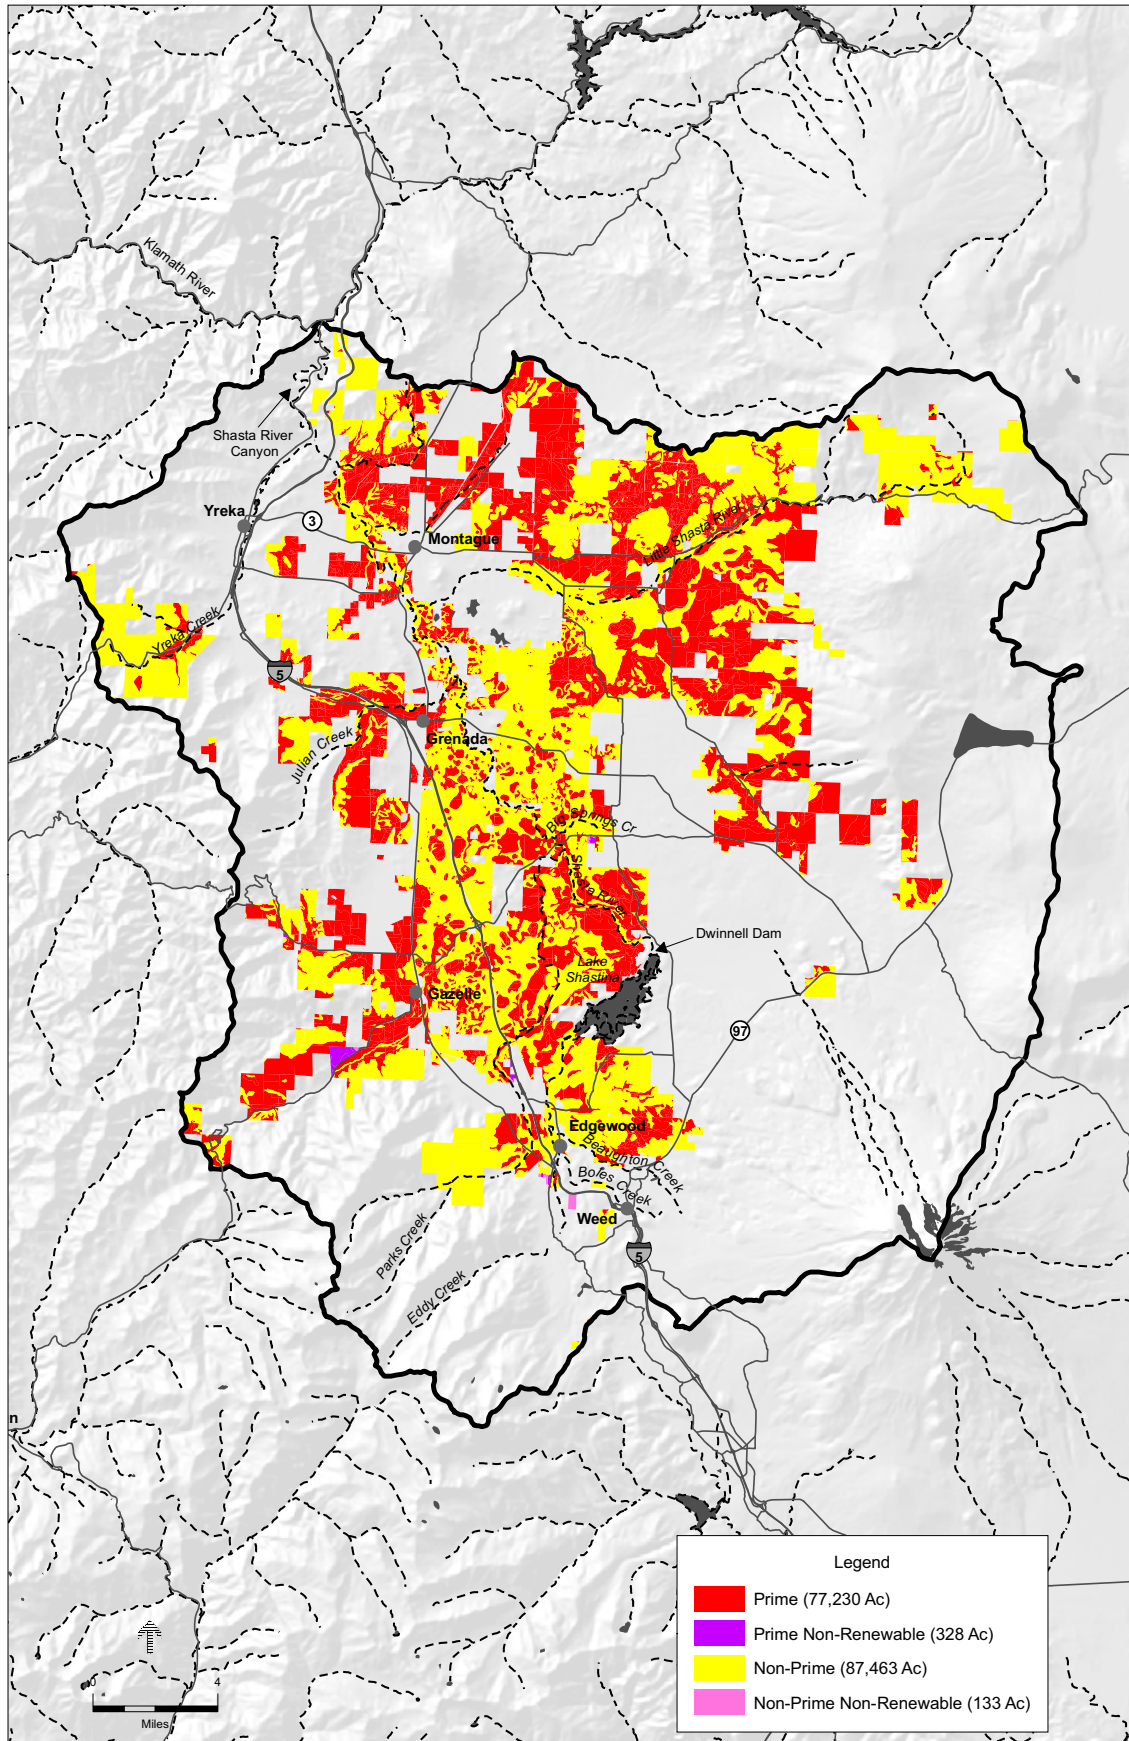 Klamath River
Shasta River
Canyon
Yreka
3
Montague
Little Shasta River
Yreka Creek
5
Julian Creek
Grenada
Big Springs Cr
Shasta River
Dwinnell Dam
Lake
Shastina
Gazelle
97
Edgewood
Beaughton Creek
Boles Creek
Weed
5
Parks Creek
Eddy Creek
n
Legend
Prime (77,230 Ac)
Prime Non-Renewable (328 Ac)
Non-Prime (87,463 Ac)
Non-Prime Non-Renewable (133 Ac)
0 4
Miles